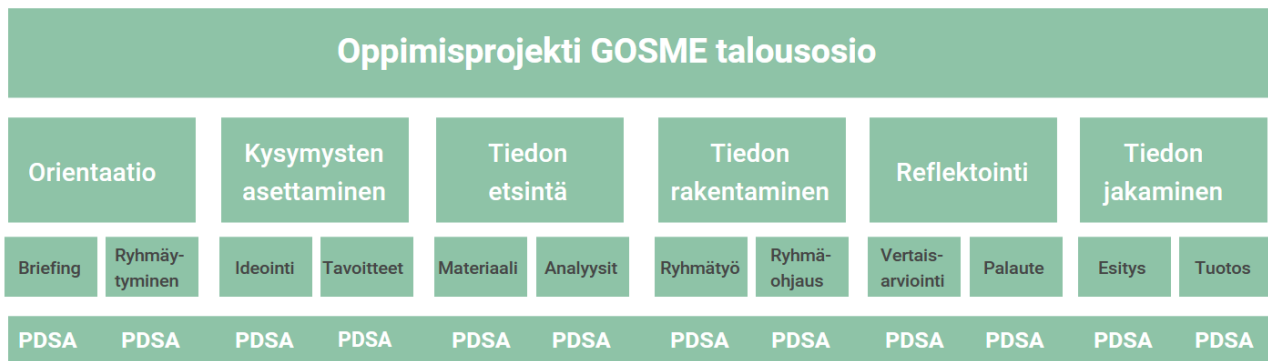 Oppimisprojekti GOSME talousosio
Orientaatio
Kysymysten
asettaminen
Tiedon
etsintä
Tiedon
rakentaminen
Reflektointi
Tiedon
jakaminen
Briefing
Ryhmäy-
tyminen
Ideointi
Tavoitteet
Materiaali
Analyysit
Ryhmätyö
Ryhmä-
ohjaus
Vertais-
arviointi
Palaute
Esitys
Tuotos
PDSA PDSA PDSA PDSA PDSA PDSA PDSA PDSA PDSA PDSA PDSA PDSA